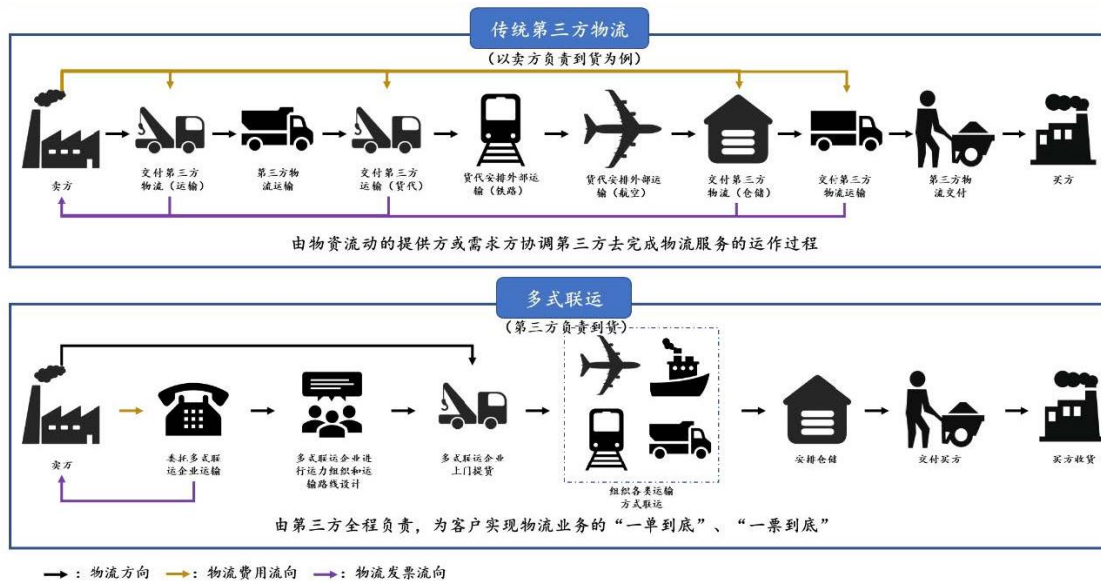 传统第三方物流
（以卖方负责到货为例）
卖方
交付第三方
物流（运输）
第三方物
流运输
交付第三方
运输（货代）
货代安排外部运
输（铁路）
货代安排外部运
输（航空）
交付第三方
物流（仓储）
交付第三方
物流运输
第三方物
流交付
买方
由物资流动的提供方或需求方协调第三方去完成物流服务的运作过程
多式联运
（第三方负责到货）
卖方
委托多式联
运企业运输
多式联运企业进
行运力组织和运
输路线设计
多式联运企业
上门提货
组织各类运输
方式联运
安排仓储
交付买方
买方收货
由第三方全程负责，为客户实现物流业务的“一单到底”、“一票到底”
：物流方向
：物流费用流向
：物流发票流向